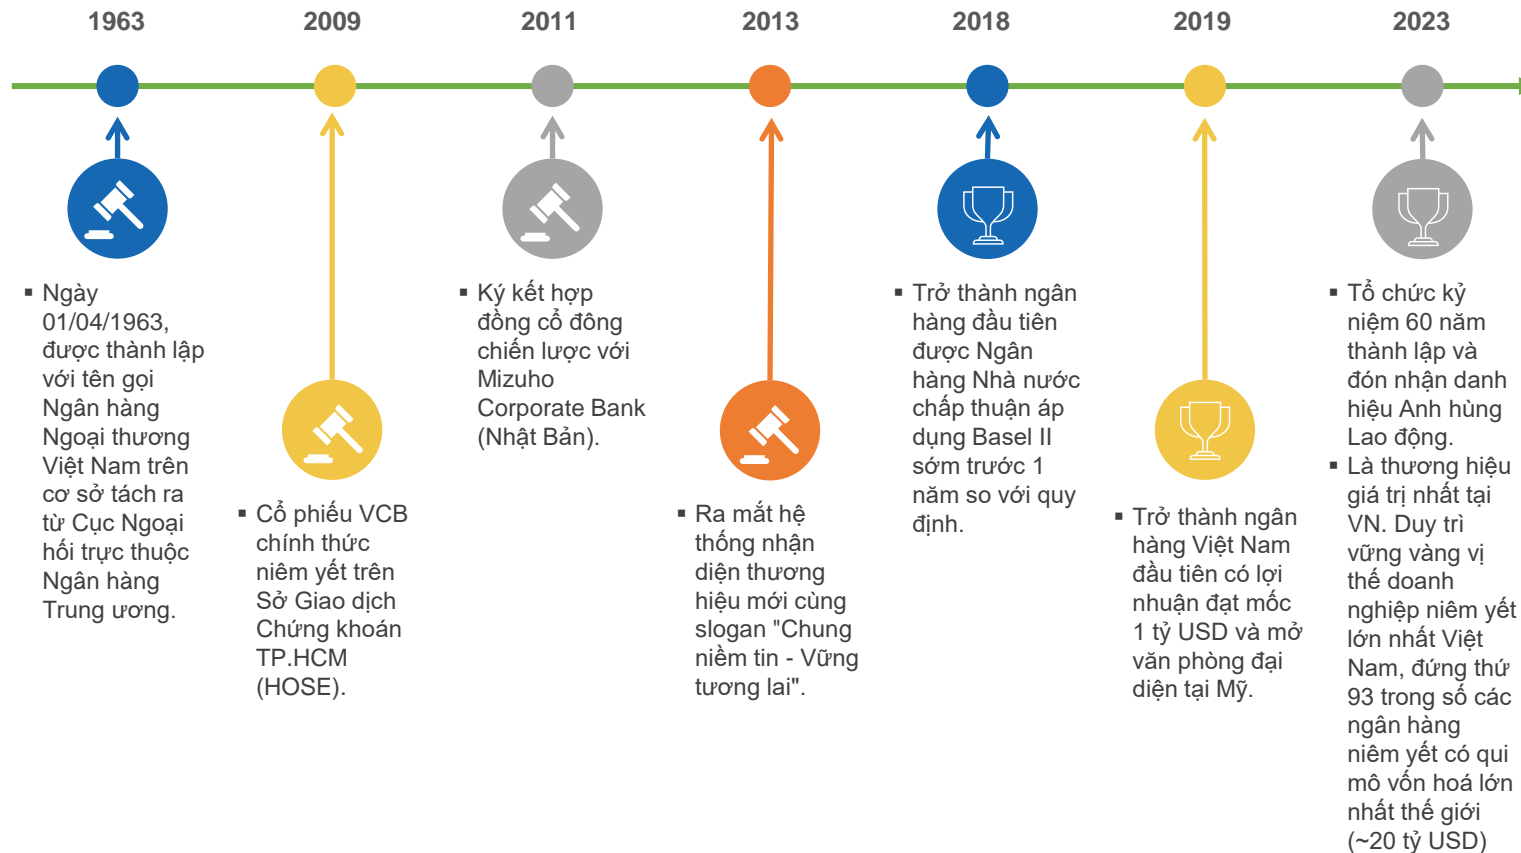 1963
2009
2011
2013
2018
2019
2023
▪ Ngày
01/04/1963,
được thành lập
với tên gọi
Ngân hàng
Ngoại thương
Việt Nam trên
cơ sở tách ra
từ Cục Ngoại
hối trực thuộc
Ngân hàng
Trung ương.
▪ Cổ phiếu VCB
chính thức
niêm yết trên
Sở Giao dịch
Chứng khoán
TP.HCM
(HOSE).
▪ Ký kết hợp
đồng cổ đông
chiến lược với
Mizuho
Corporate Bank
(Nhật Bản).
▪ Ra mắt hệ
thống nhận
diện thương
hiệu mới cùng
slogan "Chung
niềm tin - Vững
tương lai".
▪ Trở thành ngân
hàng đầu tiên
được Ngân
hàng Nhà nước
chấp thuận áp
dụng Basel II
sớm trước 1
năm so với quy
định.
▪ Trở thành ngân
hàng Việt Nam
đầu tiên có lợi
nhuận đạt mốc
1 tỷ USD và mở
văn phòng đại
diện tại Mỹ.
▪ Tổ chức kỷ
niệm 60 năm
thành lập và
đón nhận danh
hiệu Anh hùng
Lao động.
▪ Là thương hiệu
giá trị nhất tại
VN. Duy trì
vững vàng vị
thế doanh
nghiệp niêm yết
lớn nhất Việt
Nam, đứng thứ
93 trong số các
ngân hàng
niêm yết có qui
mô vốn hoá lớn
nhất thế giới
(~20 tỷ USD)